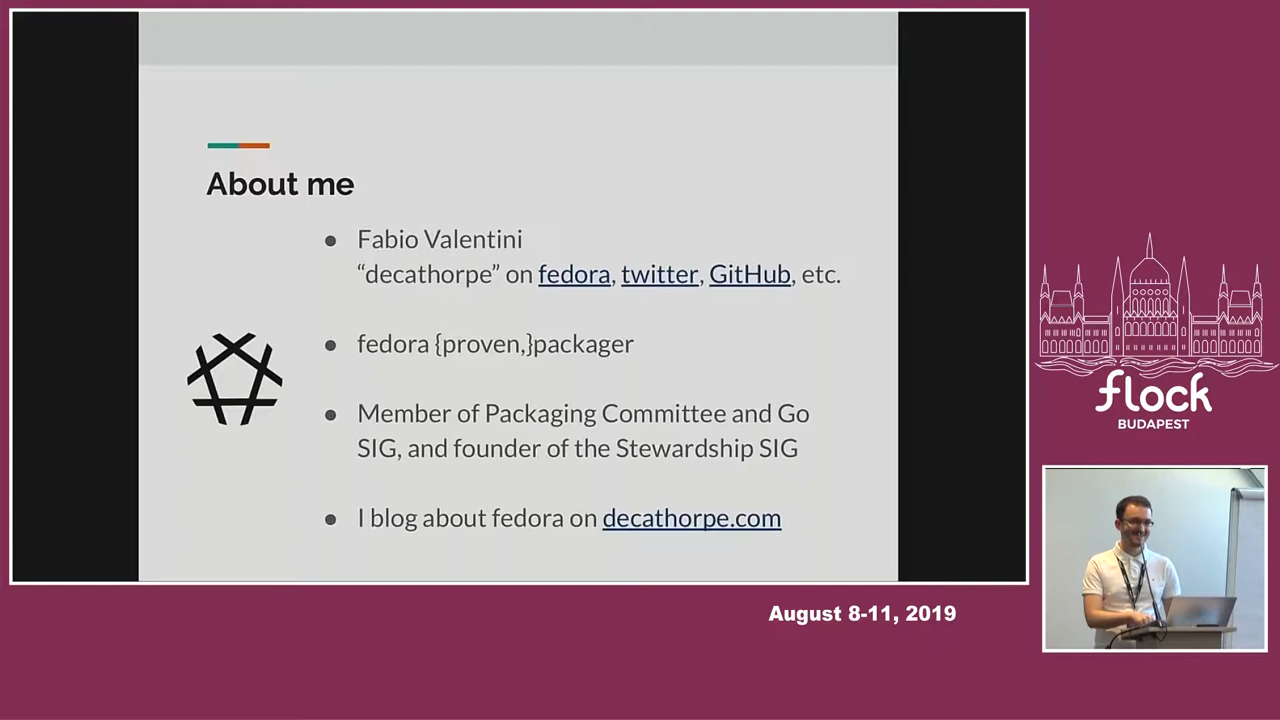 About me
● Fabio Valentini
“decathorpe” on fedora, twitter, GitHub, etc.
● fedora {proven,}packager
● Member of Packaging Committee and Go
SIG, and founder of the Stewardship SIG
● I blog about fedora on decathorpe.com
flock
BUDAPEST
August 8-11, 2019